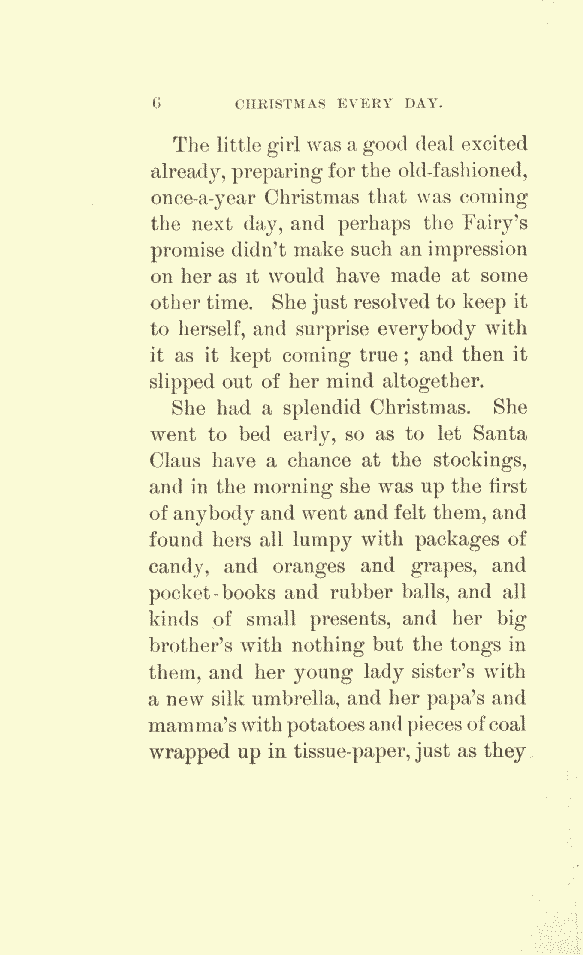 6 CHRISTMAS EVERY DAY.
The little girl was a good deal excited
already, preparing for the old-fashioned,
once-a-year Christmas that was coming
the next day, and perhaps the Fairy's
promise didn't make such an impression
on her as it would have made at some
other time. She just resolved to keep it
to herself, and surprise everybody with
it as it kept coming true; and then it
slipped out of her mind altogether.
She had a splendid Christmas. She
went to bed early, so as to let Santa
Claus have a chance at the stockings,
and in the morning she was up the first
of anybody and went and felt them, and
found hers all lumpy with packages of
candy, and oranges and grapes, and
pocket-books and rubber balls, and all
kinds of small presents, and her big
brother's with nothing but the tongs in
them, and her young lady sister's with
a new silk umbrella, and her papa's and
mamma's with potatoes and pieces of coal
wrapped up in tissue-paper, just as they